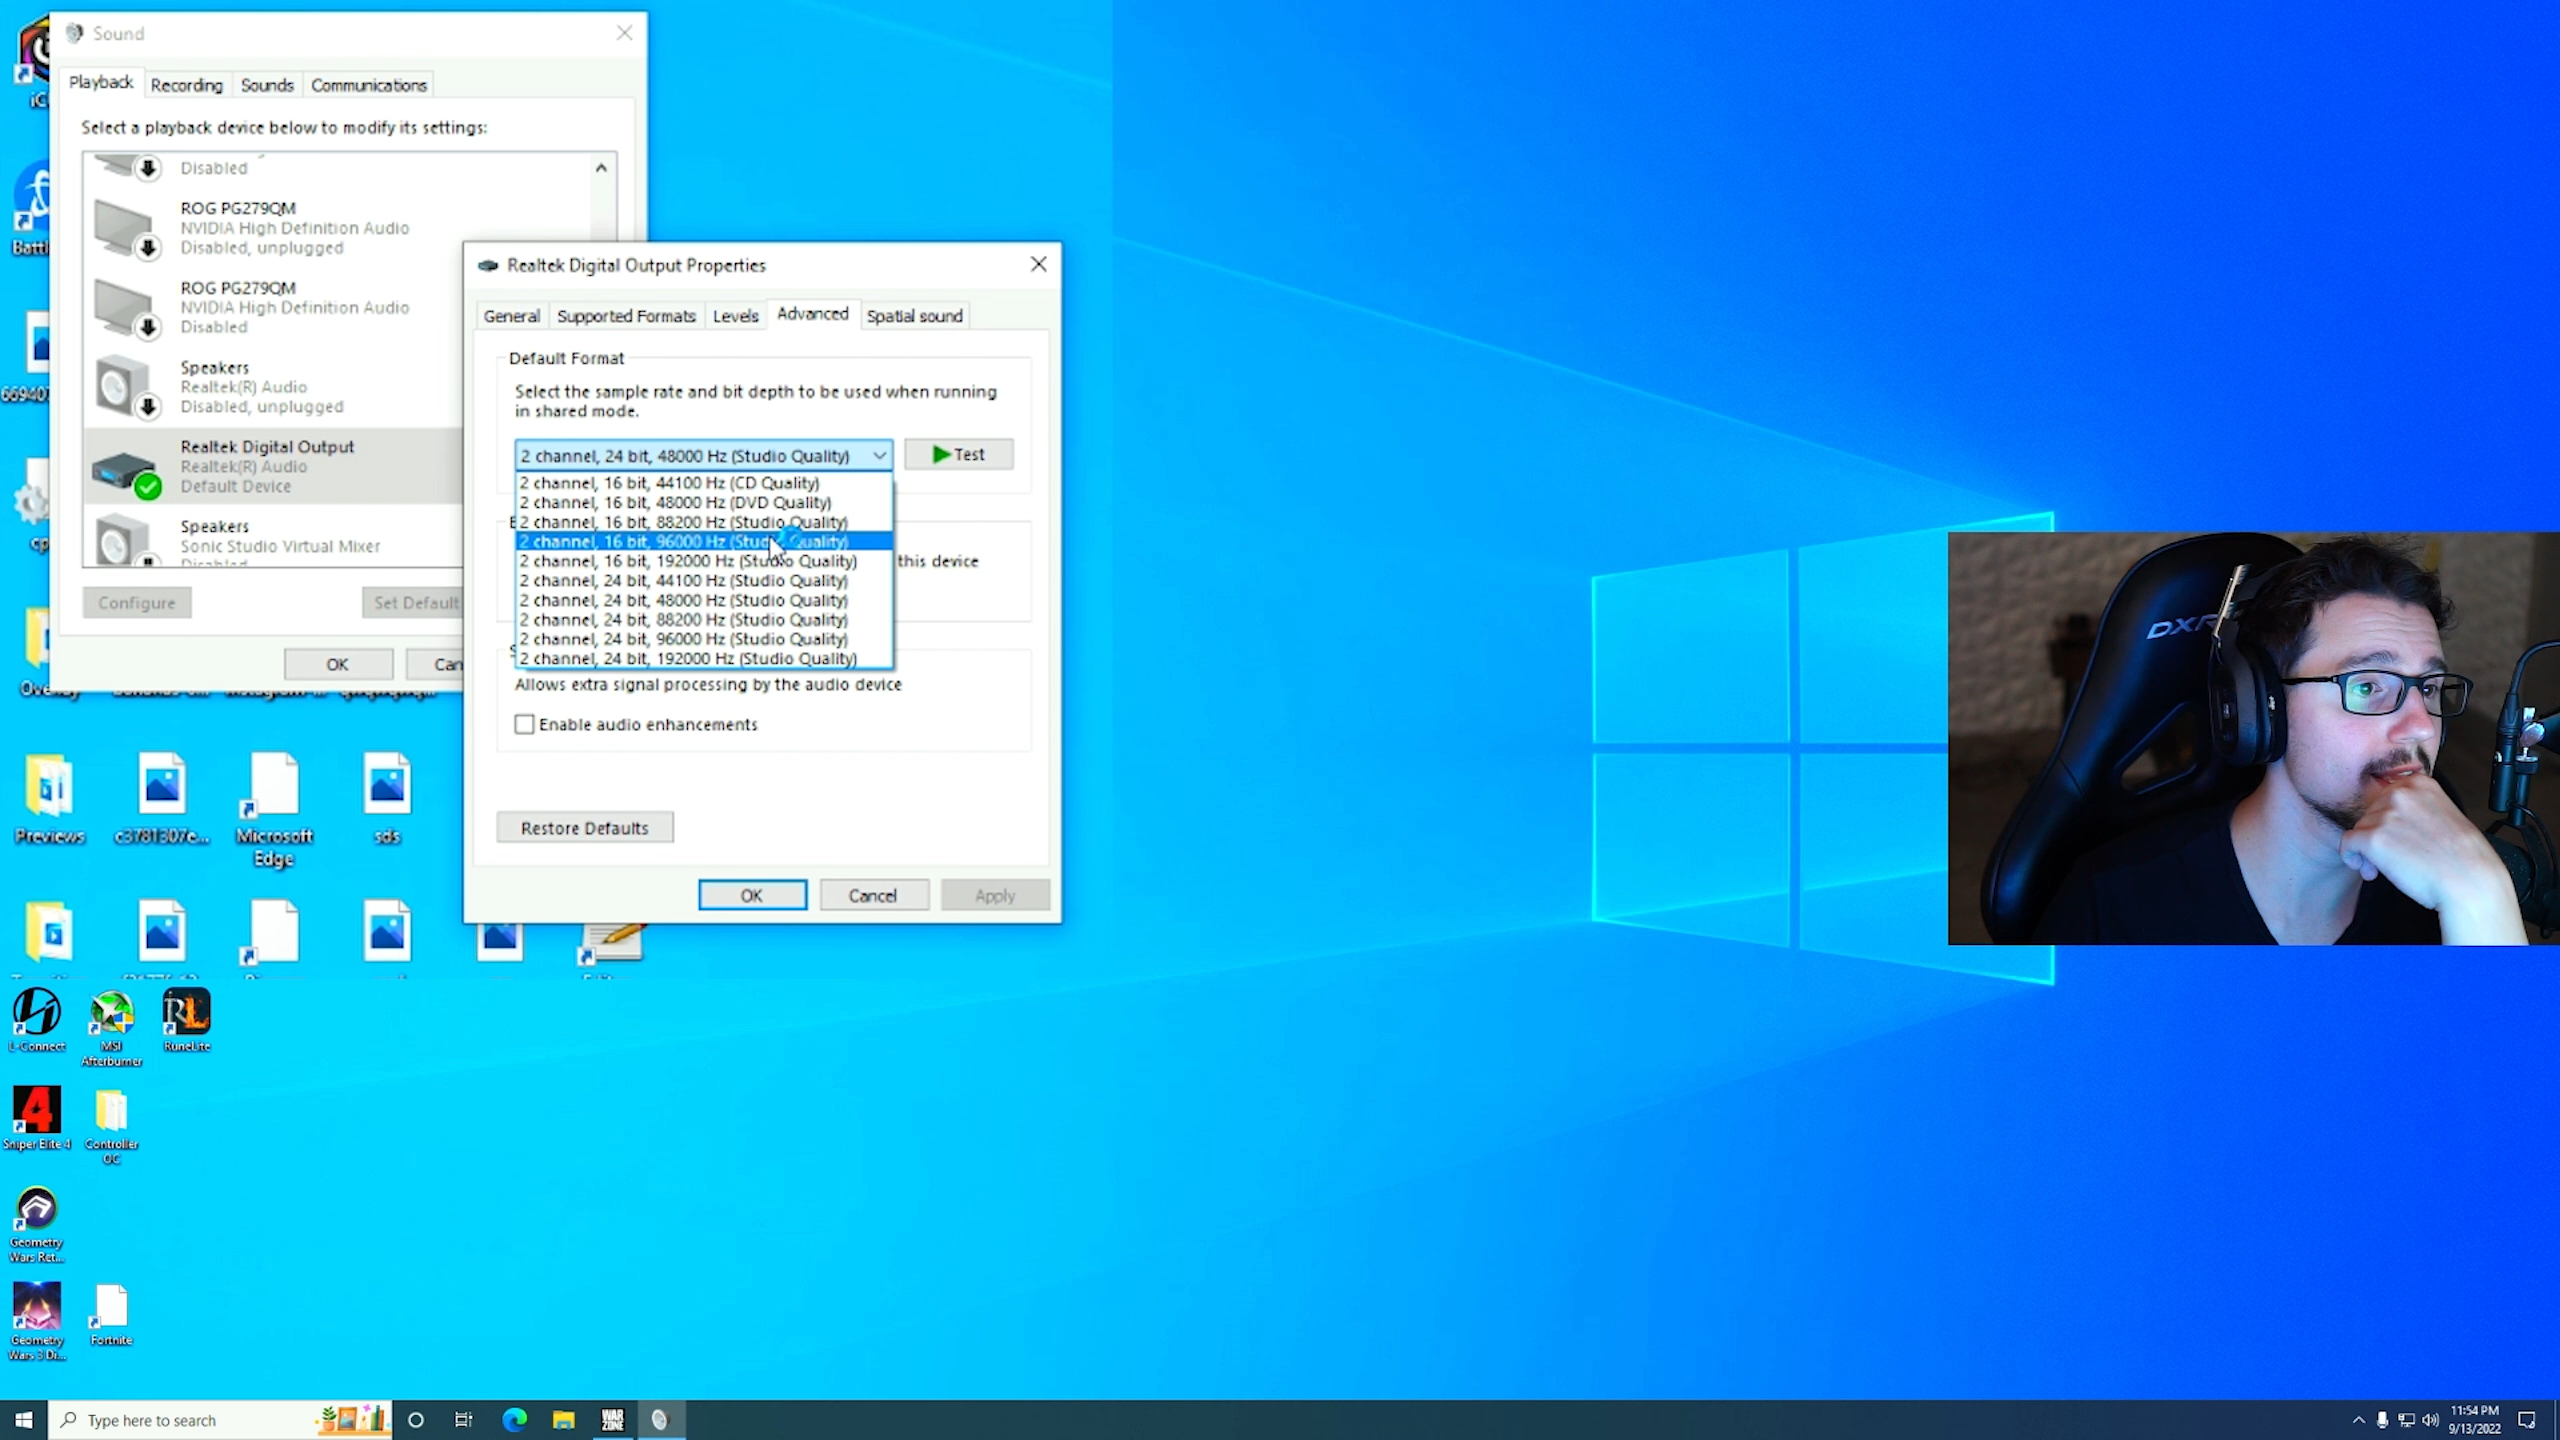 Sound
Playback
Recording
Sounds
Communications
Select a playback device below to modify its settings:
Disabled
ROG PG279QM
NVIDIA High Definition Audio
Disabled, unplugged
ROG PG279QM
NVIDIA High Definition Audio
Disabled
Speakers
Realtek(R) Audio
Disabled, unplugged
Realtek Digital Output
Realtek(R) Audio
Default Device
Speakers
Sonic Studio Virtual Mixer
Configure
Set Default
OK
Can
Realtek Digital Output Properties
General
Supported Formats
Levels
Advanced
Spatial sound
Default Format
Select the sample rate and bit depth to be used when running
in shared mode.
2 channel, 24 bit, 48000 Hz (Studio Quality)
Test
2 channel, 16 bit, 44100 Hz (CD Quality)
2 channel, 16 bit, 48000 Hz (DVD Quality)
2 channel, 16 bit, 88200 Hz (Studio Quality)
2 channel, 16 bit, 96000 Hz (Studio Quality)
2 channel, 16 bit, 192000 Hz (Studio Quality)
this device
2 channel, 24 bit, 44100 Hz (Studio Quality)
2 channel, 24 bit, 48000 Hz (Studio Quality)
2 channel, 24 bit, 88200 Hz (Studio Quality)
2 channel, 24 bit, 96000 Hz (Studio Quality)
2 channel, 24 bit, 192000 Hz (Studio Quality)
Allows extra signal processing by the audio device
Enable audio enhancements
Restore Defaults
OK
Cancel
Apply
Previews
c3781307e...
Microsoft
Edge
sds
L-Connect
MSI
Afterburner
RuneLite
Sniper Elite 4
Controller
OC
Geometry
Wars Ret...
Geometry
Wars 3 Di...
Fortnite
DXR
Type here to search
WAR
ZONE
11:54 PM
9/13/2022